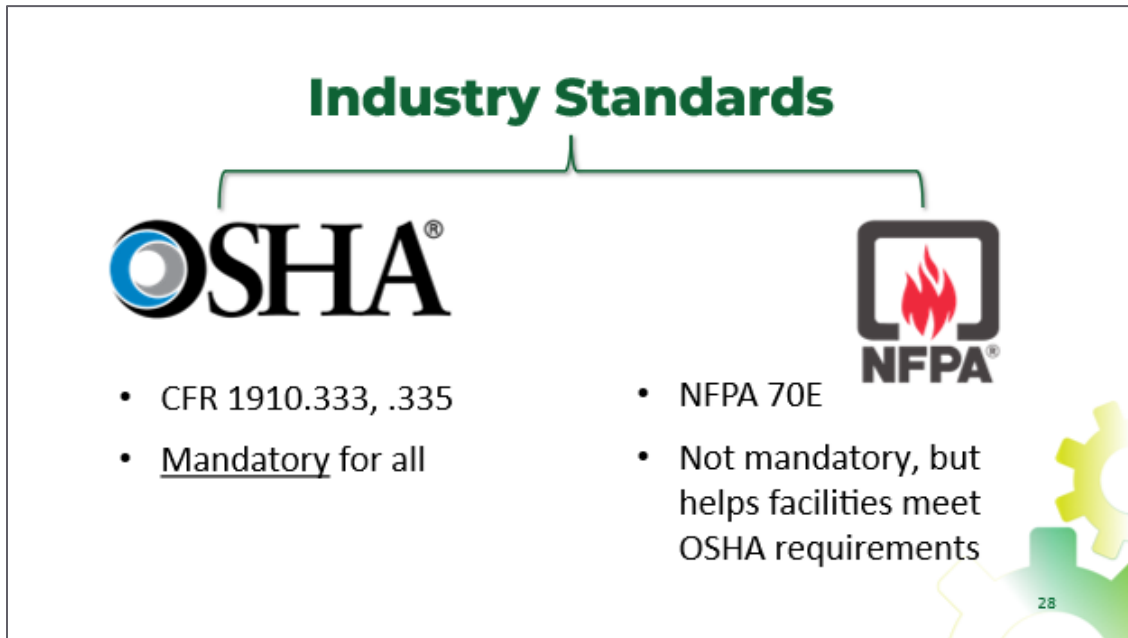 Industry Standards
OSHA®
• CFR 1910.333, .335
• Mandatory for all
NFPA®
• NFPA 70E
• Not mandatory, but
helps facilities meet
OSHA requirements
28